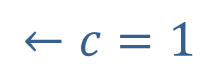 ← c = 1